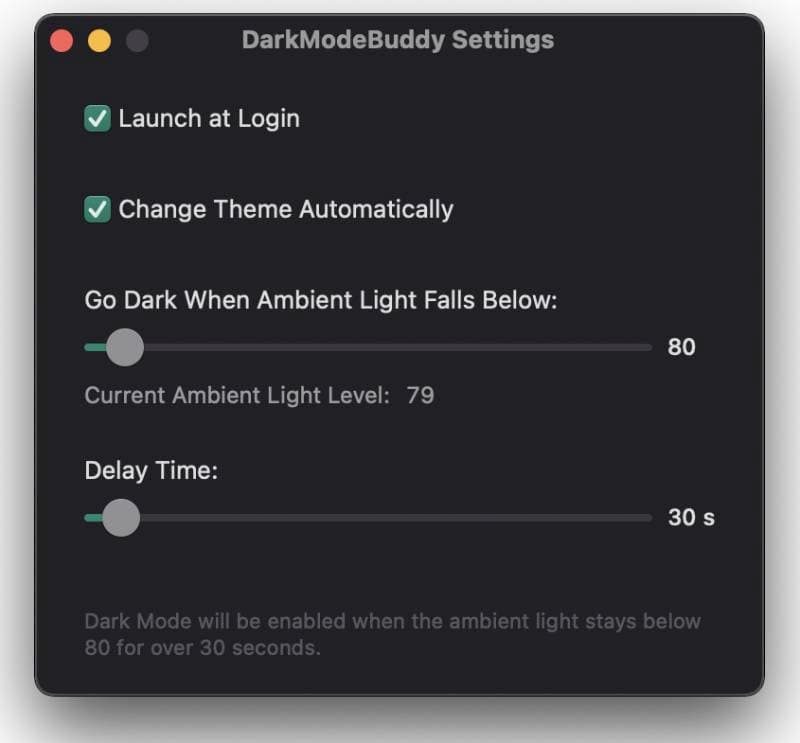 DarkModeBuddy Settings
Launch at Login
Change Theme Automatically
Go Dark When Ambient Light Falls Below:
80
Current Ambient Light Level: 79
Delay Time:
30 s
Dark Mode will be enabled when the ambient light stays below
80 for over 30 seconds.